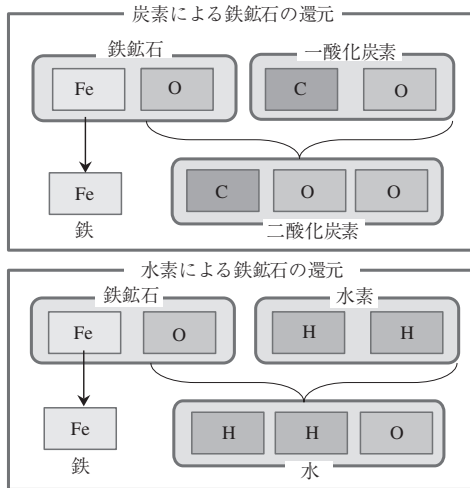 炭素による鉄鉱石の還元
鉄鉱石 一酸化炭素
Fe O C O
Fe C O O
鉄 二酸化炭素
水素による鉄鉱石の還元
鉄鉱石 水素
Fe O H H
Fe H H O
鉄 水